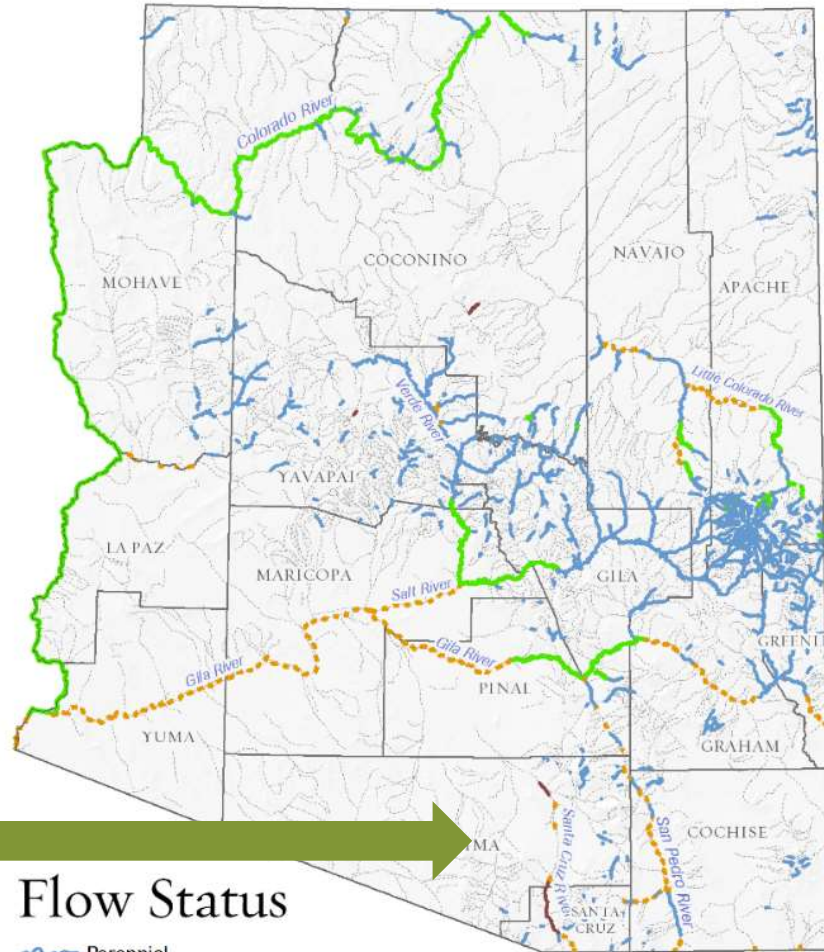 Colorado River
COCONINO
NAVAJO
APACHE
MOHAVE
Little Colorado River
Verde River
YAVAPAI
LA PAZ
MARICOPA
Salt River
GILA
Gila River
Gila River
PINAL
YUMA
GRAHAM
Santa Cruz River
San Pedro River
COCHISE
SANTA
CRUZ
Flow Status
Perennial